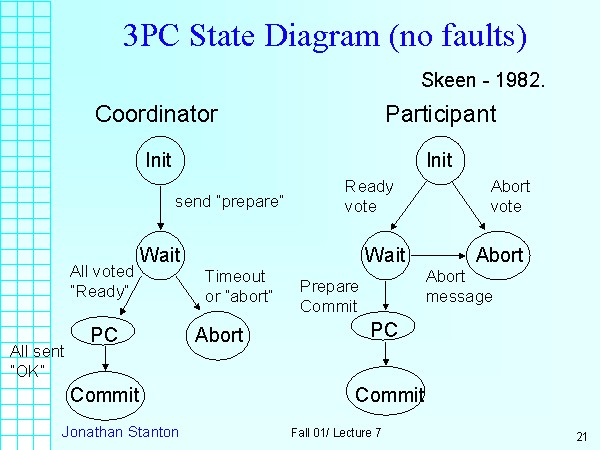 3PC State Diagram (no faults)
Skeen - 1982.
Coordinator
Participant
Init
Init
send "prepare"
Ready
vote
Abort
vote
Wait
Wait
Abort
All voted
"Ready"
Timeout
or "abort"
Prepare
Commit
Abort
message
PC
Abort
PC
All sent
"OK"
Commit
Commit
Jonathan Stanton
Fall 01/ Lecture 7
21